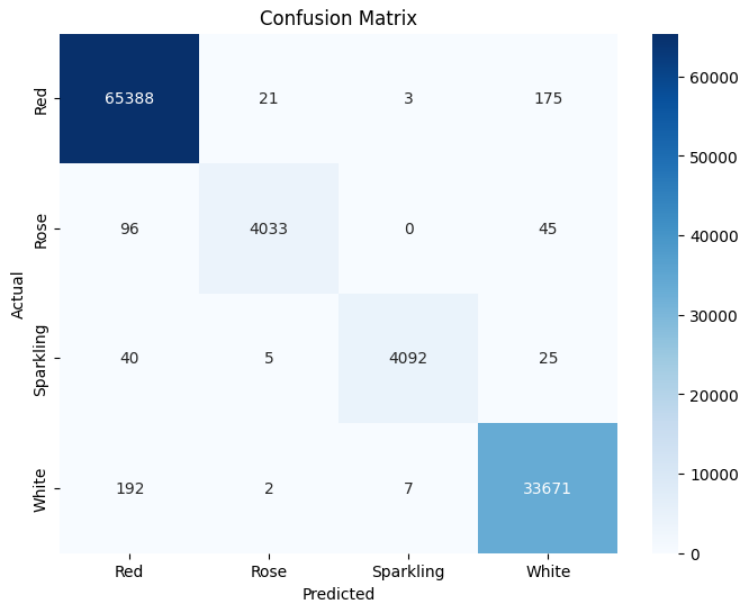 Confusion Matrix
Actual
Red
65388 21 3 175
Rose
96 4033 0 45
Sparkling
40 5 4092 25
White
192 2 7 33671
Red Rose Sparkling White
Predicted
60000
50000
40000
30000
20000
10000
0